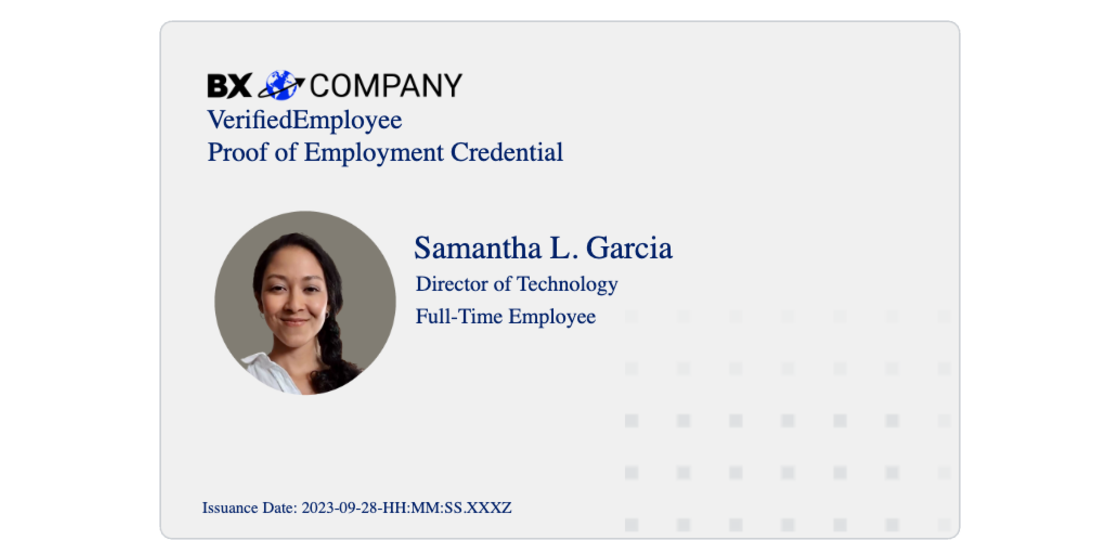 BX COMPANY
VerifiedEmployee
Proof of Employment Credential
Samantha L. Garcia
Director of Technology
Full-Time Employee
Issuance Date: 2023-09-28-HH:MM:SS.XXXZ